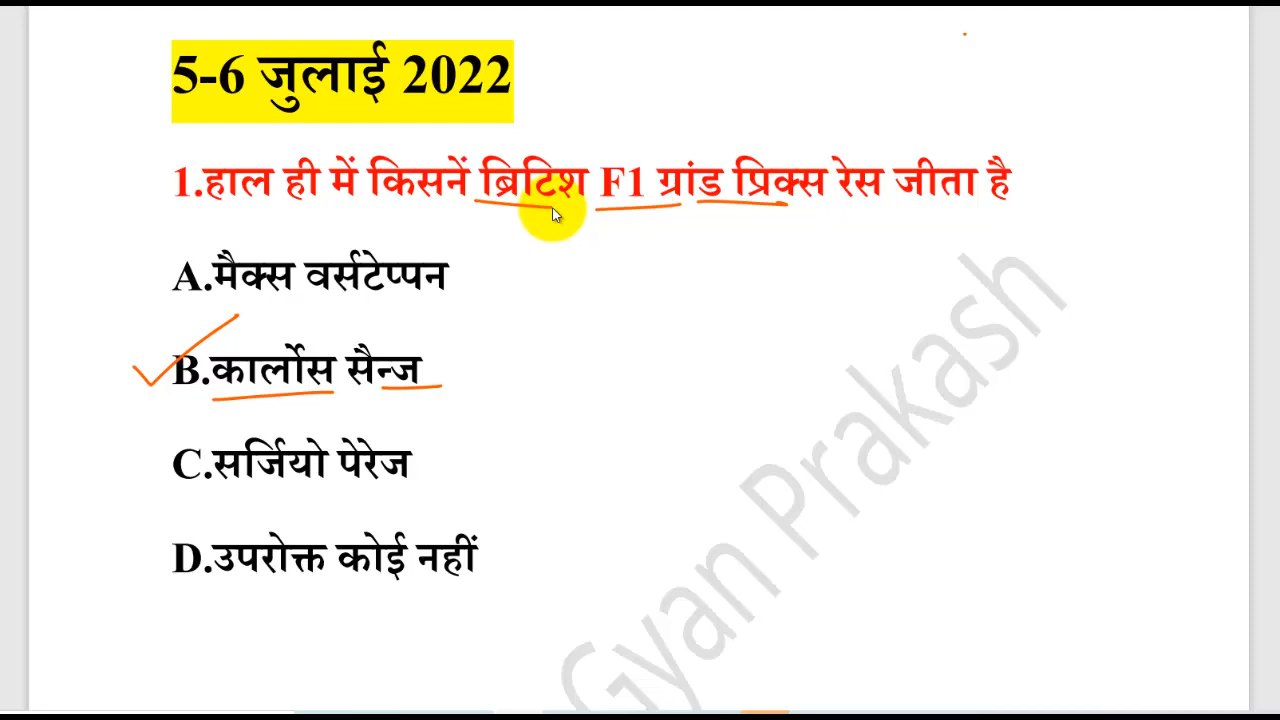 5-6 जुलाई 2022
1.हाल ही में किसनें ब्रिटिश F1 ग्रांड प्रिक्स रेस जीता है
A.मैक्स वर्सटेप्पन
B.कार्लोस सैन्ज
C.सर्जियो पेरेज
D.उपरोक्त कोई नहीं
Gyan Prakash